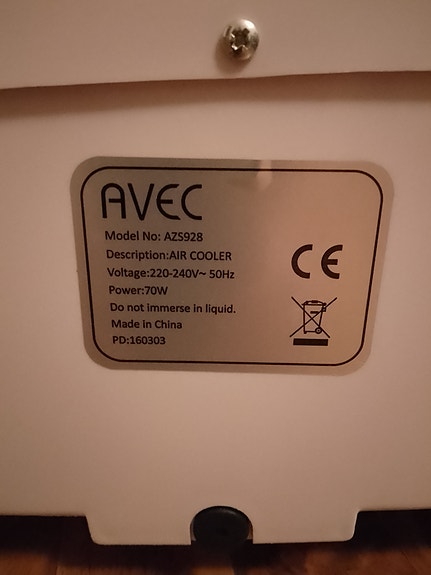 AVEC
Model No: AZS928
Description:AIR COOLER
Voltage:220-240V~ 50Hz
Power:70W
Do not immerse in liquid.
Made in China
PD:160303
CE